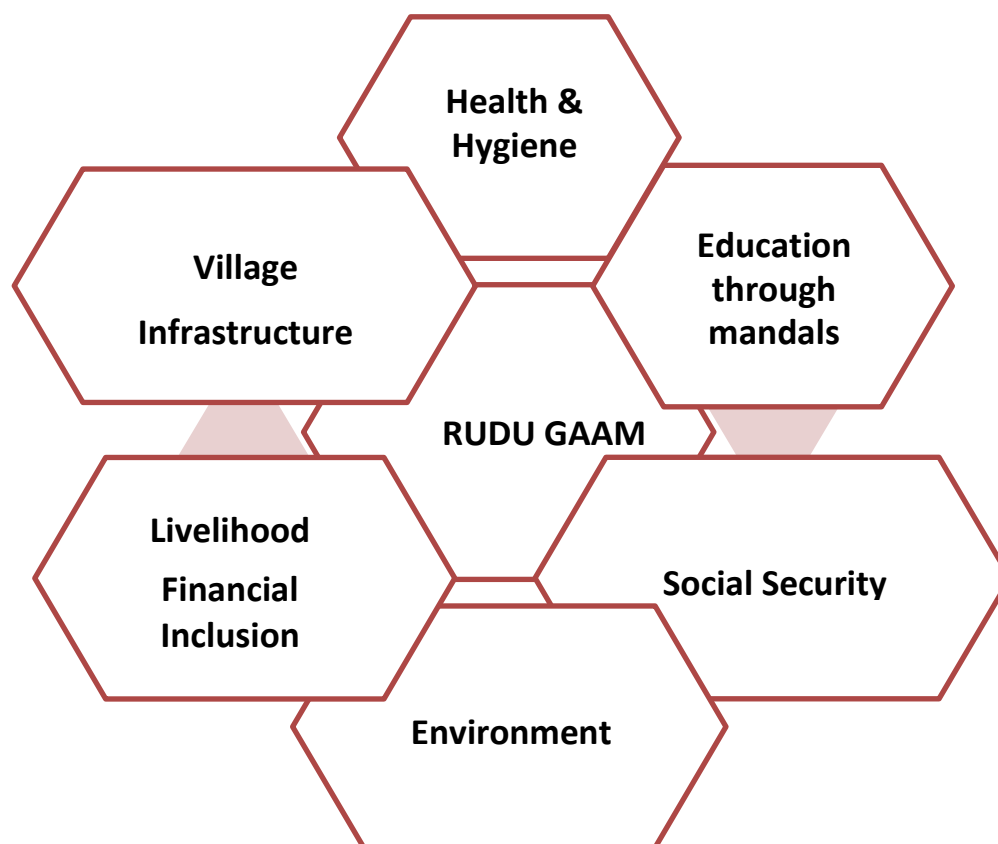 Health &
Hygiene
Village
Infrastructure
Education
through
mandals
RUDU GAAM
Livelihood
Financial
Inclusion
Social Security
Environment